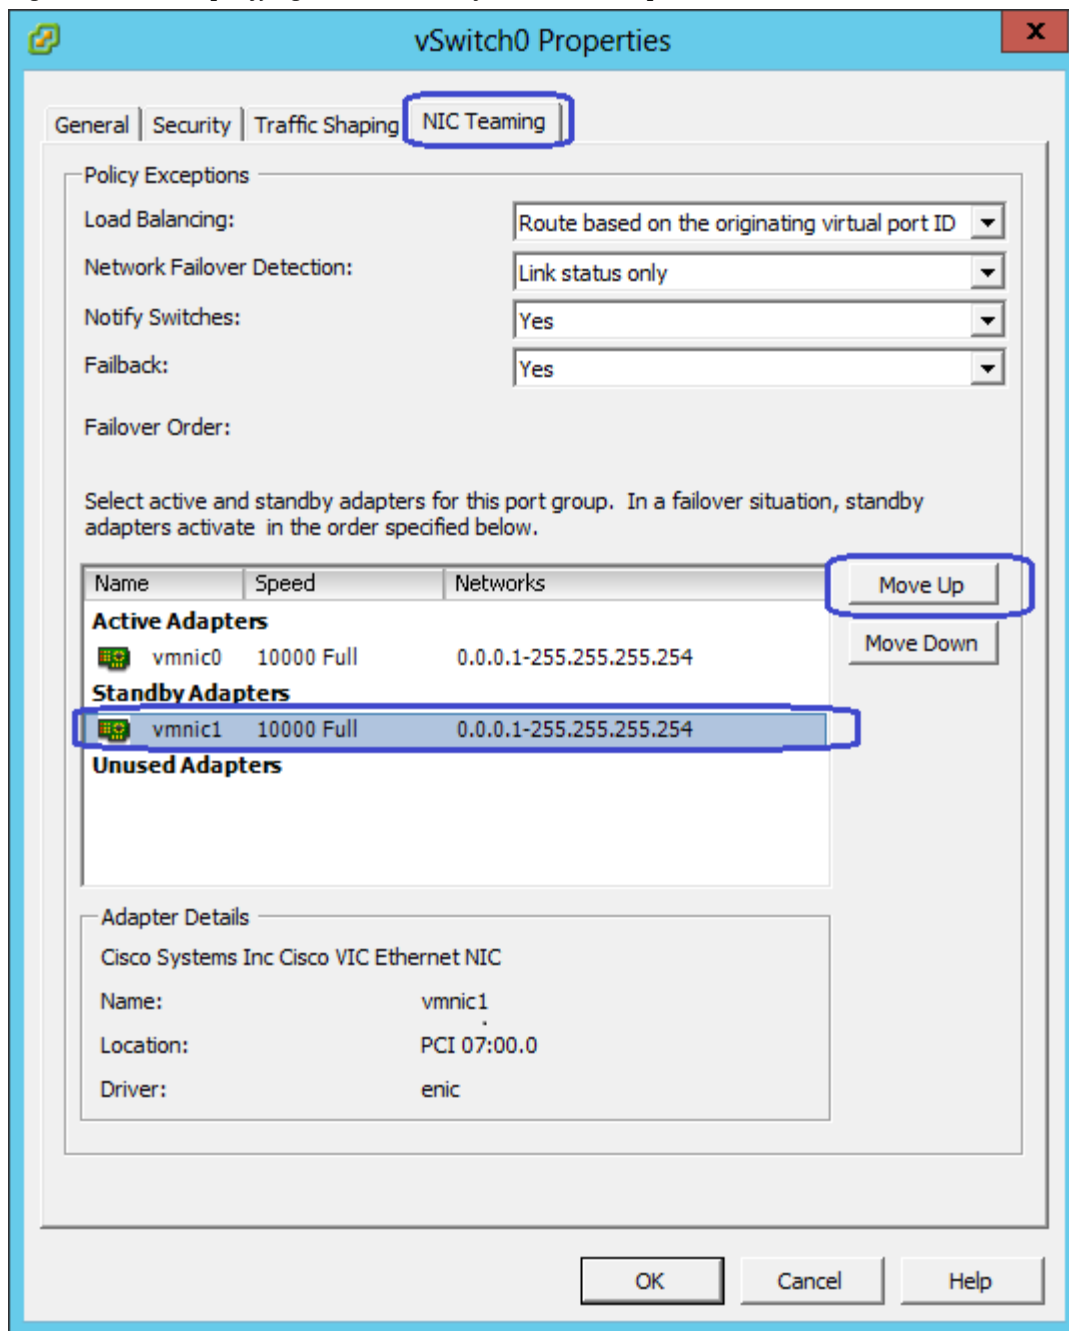 vSwitch0 Properties
x
General Security Traffic Shaping NIC Teaming
Policy Exceptions
Load Balancing: Route based on the originating virtual port ID
Network Failover Detection: Link status only
Notify Switches: Yes
Failback: Yes
Failover Order:
Select active and standby adapters for this port group. In a failover situation, standby
adapters activate in the order specified below.
Name Speed Networks Move Up
Active Adapters
vmnic0 10000 Full 0.0.0.1-255.255.255.254 Move Down
Standby Adapters
vmnic1 10000 Full 0.0.0.1-255.255.255.254
Unused Adapters
Adapter Details
Cisco Systems Inc Cisco VIC Ethernet NIC
Name: vmnic1
Location: PCI 07:00.0
Driver: enic
OK Cancel Help